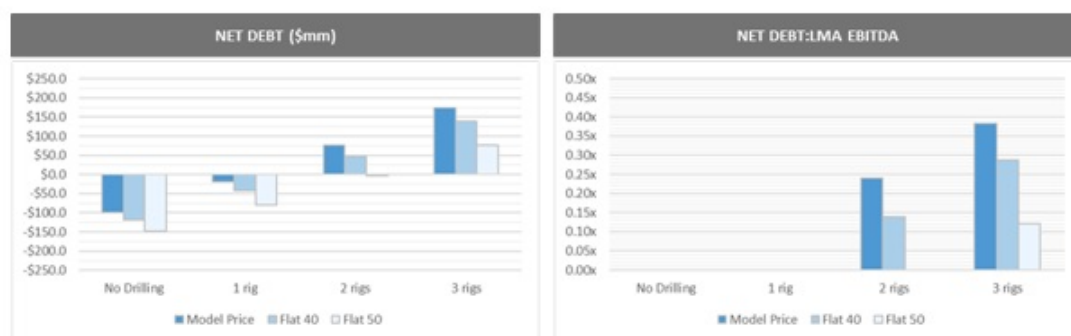 NET DEBT ($mm)
$250.0
$200.0
$150.0
$100.0
$50.0
$0.0
-$50.0
-$100.0
-$150.0
-$200.0
-$250.0
No Drilling 1 rig 2 rigs 3 rigs
Model Price Flat 40 Flat 50
NET DEBT:LMA EBITDA
0.50x
0.45x
0.40x
0.35x
0.30x
0.25x
0.20x
0.15x
0.10x
0.05x
0.00x
No Drilling 1 rig 2 rigs 3 rigs
Model Price Flat 40 Flat 50